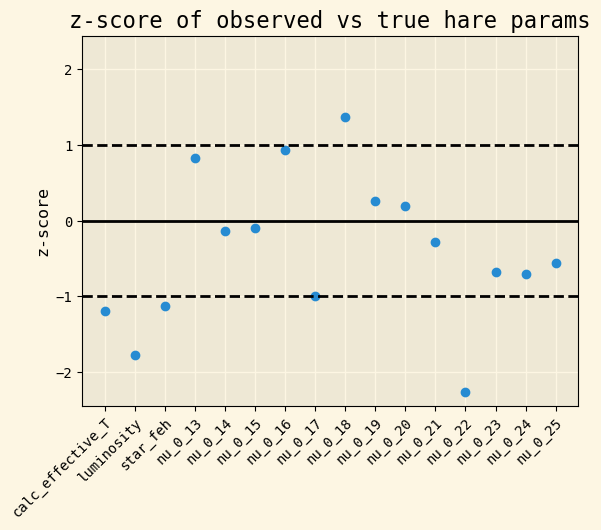 z-score of observed vs true hare params
z-score
2
1
0
−1
−2
calc_effective_T
luminosity
star_feh
nu_0_13
nu_0_14
nu_0_15
nu_0_16
nu_0_17
nu_0_18
nu_0_19
nu_0_20
nu_0_21
nu_0_22
nu_0_23
nu_0_24
nu_0_25